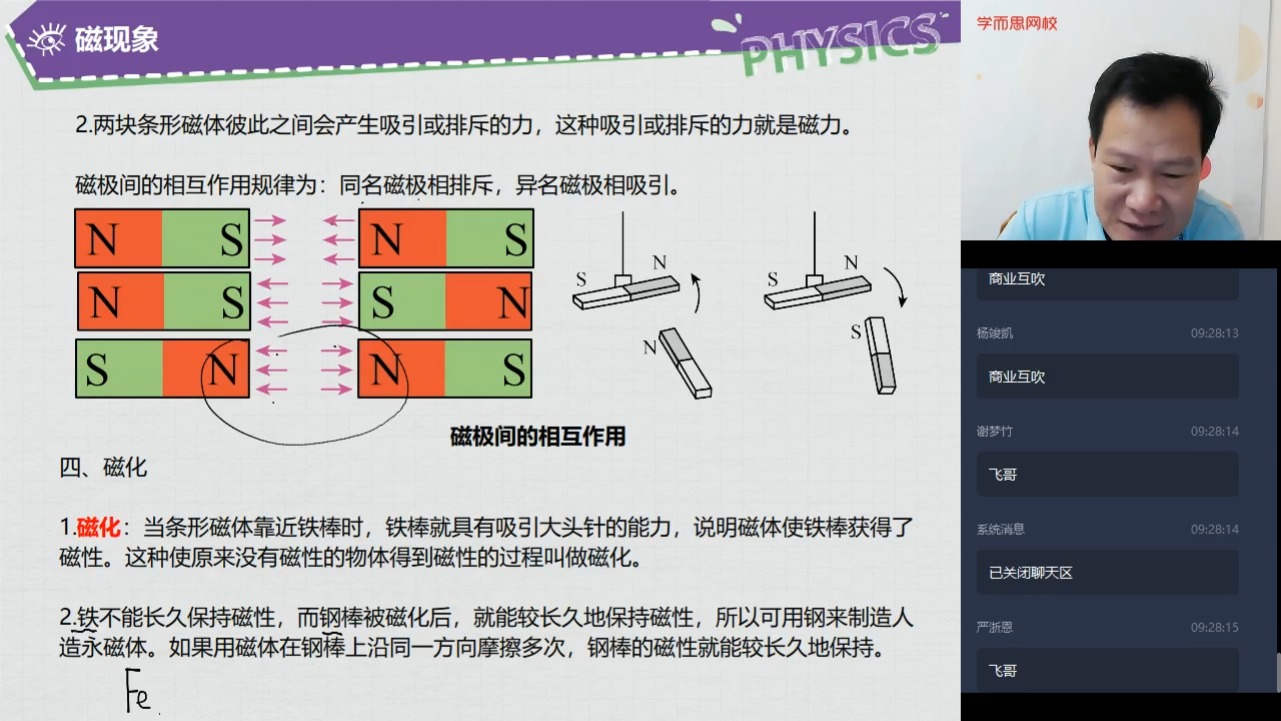 磁现象
PHYSICS
2.两块条形磁体彼此之间会产生吸引或排斥的力，这种吸引或排斥的力就是磁力。
磁极间的相互作用规律为：同名磁极相排斥，异名磁极相吸引。
N S N S
N S S N
S N N S
S N
N
S N
S
磁极间的相互作用
四、磁化
1.磁化：当条形磁体靠近铁棒时，铁棒就具有吸引大头针的能力，说明磁体使铁棒获得了
磁性。这种使原来没有磁性的物体得到磁性的过程叫做磁化。
2.铁不能长久保持磁性，而钢棒被磁化后，就能较长久地保持磁性，所以可用钢来制造人
造永磁体。如果用磁体在钢棒上沿同一方向摩擦多次，钢棒的磁性就能较长久地保持。
Fe
学而思网校
商业互吹
杨竣凯 09:28:13
商业互吹
谢梦竹 09:28:14
飞哥
系统消息 09:28:14
已关闭聊天区
严浙恩 09:28:15
飞哥